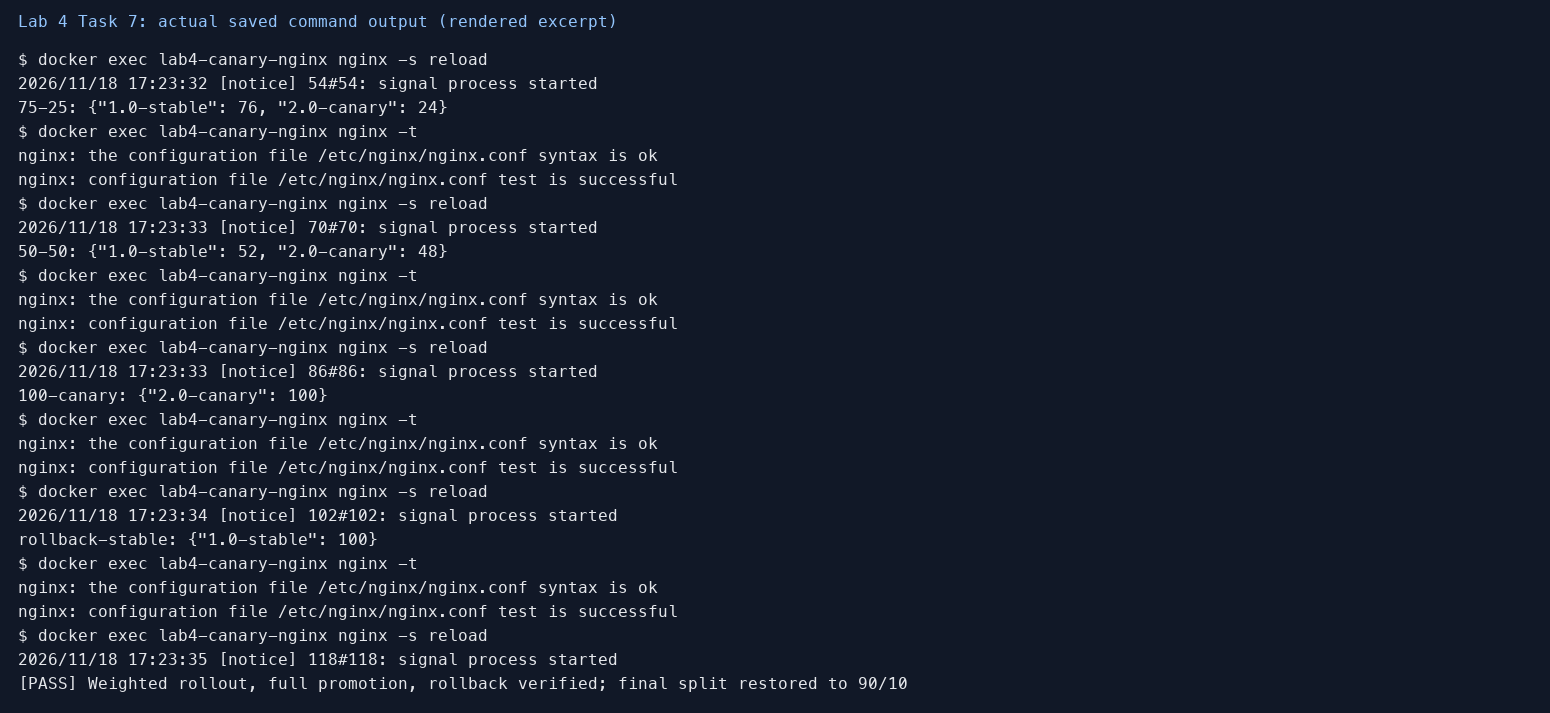 Lab 4 Task 7: actual saved command output (rendered excerpt)
$ docker exec lab4-canary-nginx nginx -s reload
2026/11/18 17:23:32 [notice] 54#54: signal process started
75-25: {"1.0-stable": 76, "2.0-canary": 24}
$ docker exec lab4-canary-nginx nginx -t
nginx: the configuration file /etc/nginx/nginx.conf syntax is ok
nginx: configuration file /etc/nginx/nginx.conf test is successful
$ docker exec lab4-canary-nginx nginx -s reload
2026/11/18 17:23:33 [notice] 70#70: signal process started
50-50: {"1.0-stable": 52, "2.0-canary": 48}
$ docker exec lab4-canary-nginx nginx -t
nginx: the configuration file /etc/nginx/nginx.conf syntax is ok
nginx: configuration file /etc/nginx/nginx.conf test is successful
$ docker exec lab4-canary-nginx nginx -s reload
2026/11/18 17:23:33 [notice] 86#86: signal process started
100-canary: {"2.0-canary": 100}
$ docker exec lab4-canary-nginx nginx -t
nginx: the configuration file /etc/nginx/nginx.conf syntax is ok
nginx: configuration file /etc/nginx/nginx.conf test is successful
$ docker exec lab4-canary-nginx nginx -s reload
2026/11/18 17:23:34 [notice] 102#102: signal process started
rollback-stable: {"1.0-stable": 100}
$ docker exec lab4-canary-nginx nginx -t
nginx: the configuration file /etc/nginx/nginx.conf syntax is ok
nginx: configuration file /etc/nginx/nginx.conf test is successful
$ docker exec lab4-canary-nginx nginx -s reload
2026/11/18 17:23:35 [notice] 118#118: signal process started
[PASS] Weighted rollout, full promotion, rollback verified; final split restored to 90/10